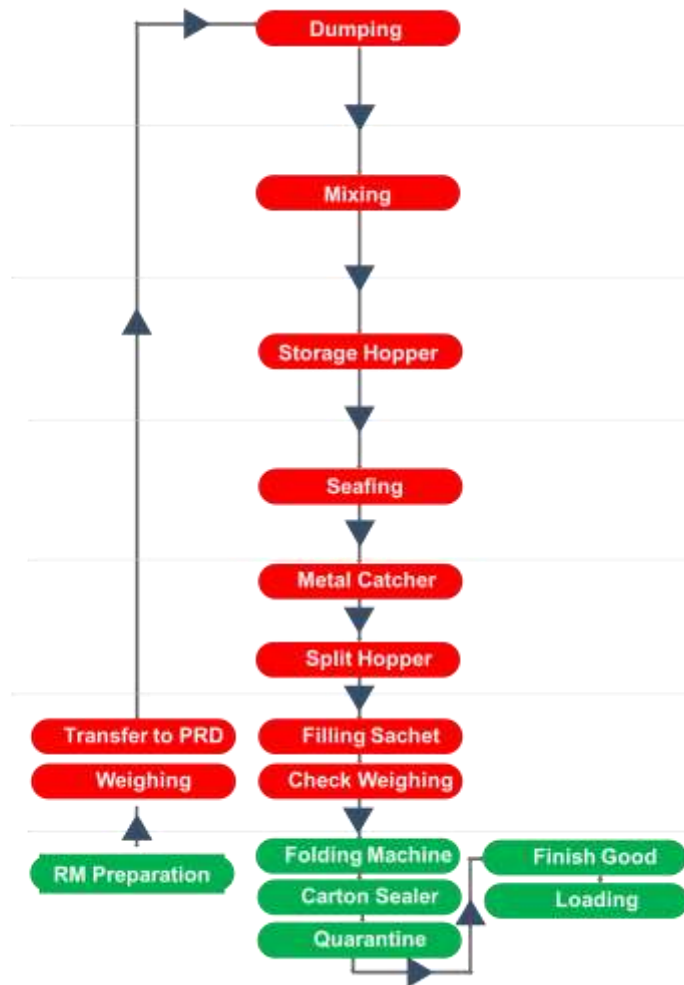 Dumping
Mixing
Storage Hopper
Seafing
Metal Catcher
Split Hopper
Transfer to PRD
Filling Sachet
Weighing
Check Weighing
RM Preparation
Folding Machine
Finish Good
Carton Sealer
Loading
Quarantine